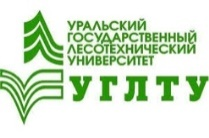 УРАЛЬСКИЙ
ГОСУДАРСТВЕННЫЙ
ЛЕСОТЕХНИЧЕСКИЙ
УНИВЕРСИТЕТ
УГЛТУ